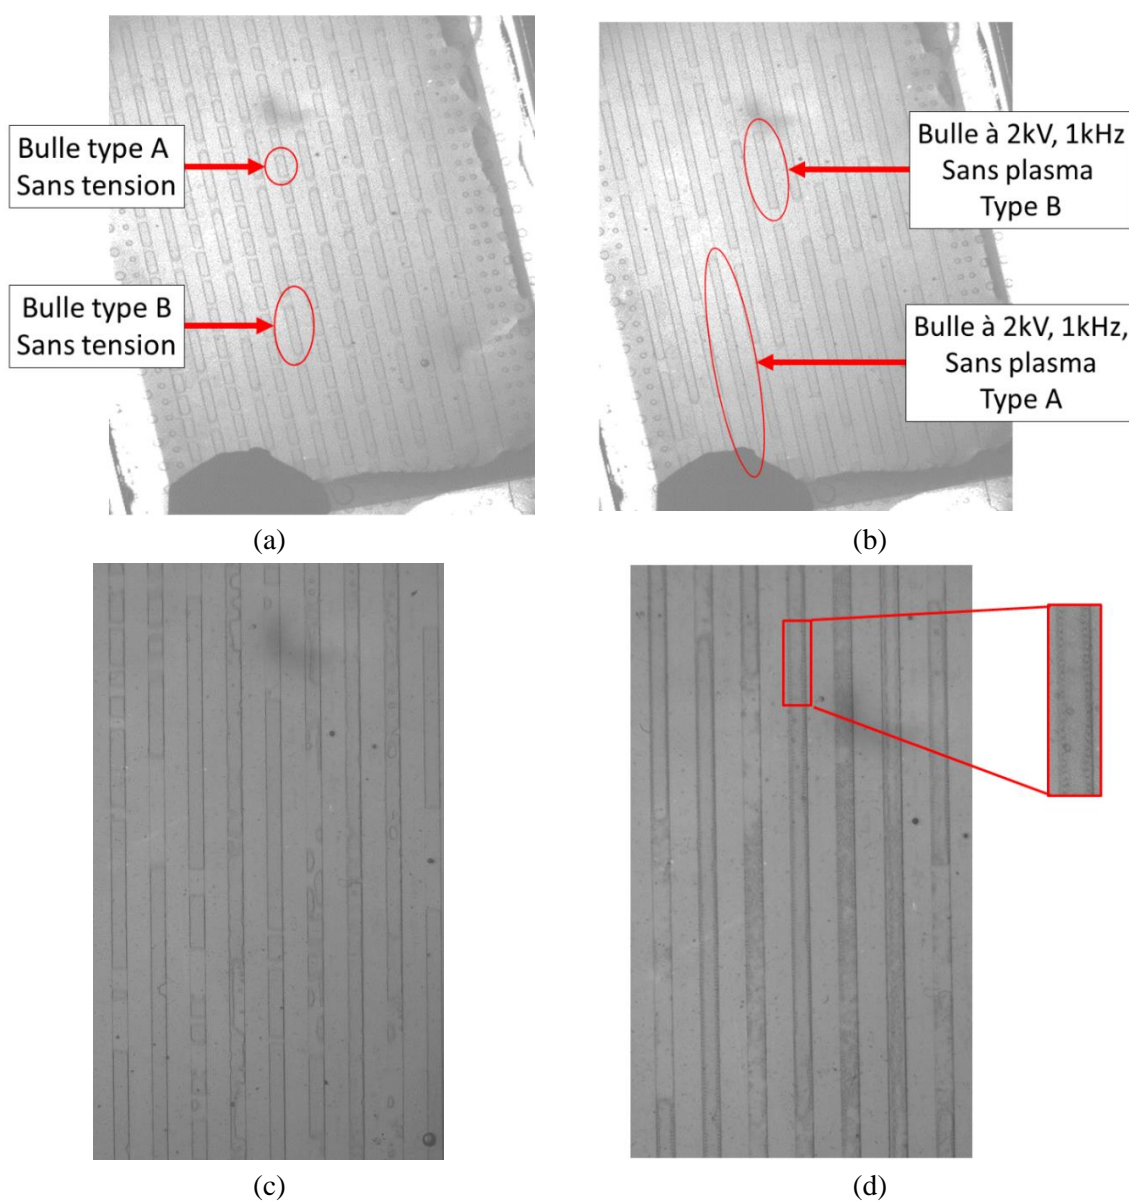 Bulle type A
Sans tension
Bulle type B
Sans tension
Bulle à 2kV, 1kHz
Sans plasma
Type B
Bulle à 2kV, 1kHz,
Sans plasma
Type A
(a)
(b)
(c)
(d)